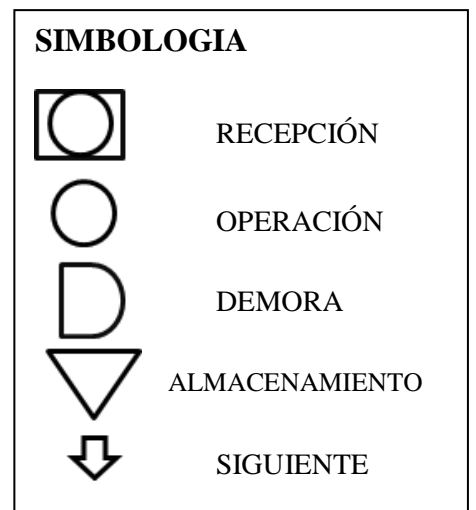 SIMBOLOGIA
RECEPCIÓN
OPERACIÓN
DEMORA
ALMACENAMIENTO
SIGUIENTE